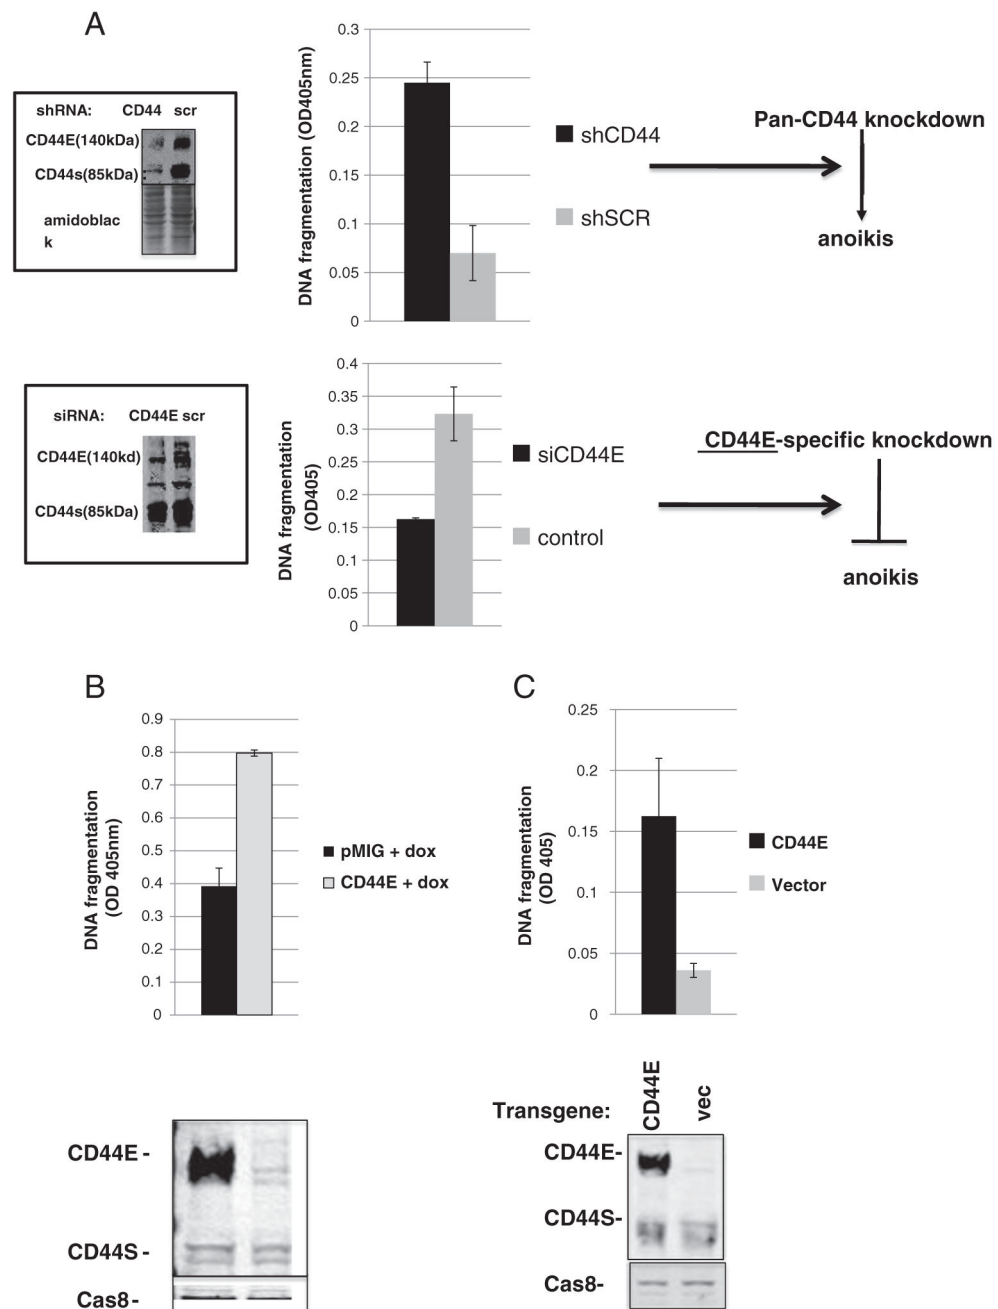 A
shRNA: CD44 scr
CD44E(140kDa)
CD44s(85kDa)
amidoblac
k
DNA fragmentation (OD405nm)
0.3
0.25
0.2
0.15
0.1
0.05
0
shCD44
shSCR
Pan-CD44 knockdown
anoikis
siRNA: CD44E scr
CD44E(140kd)
CD44s(85kDa)
DNA fragmentation
(OD405)
0.4
0.35
0.3
0.25
0.2
0.15
0.1
0.05
0
siCD44E
control
CD44E-specific knockdown
anoikis
B
DNA fragmentation
(OD 405nm)
0.9
0.8
0.7
0.6
0.5
0.4
0.3
0.2
0.1
0
pMIG + dox
CD44E + dox
CD44E -
CD44S -
Cas8-
C
DNA fragmentation
(OD 405)
0.25
0.2
0.15
0.1
0.05
0
CD44E
Vector
Transgene:
CD44E
vec
CD44E-
CD44S-
Cas8-